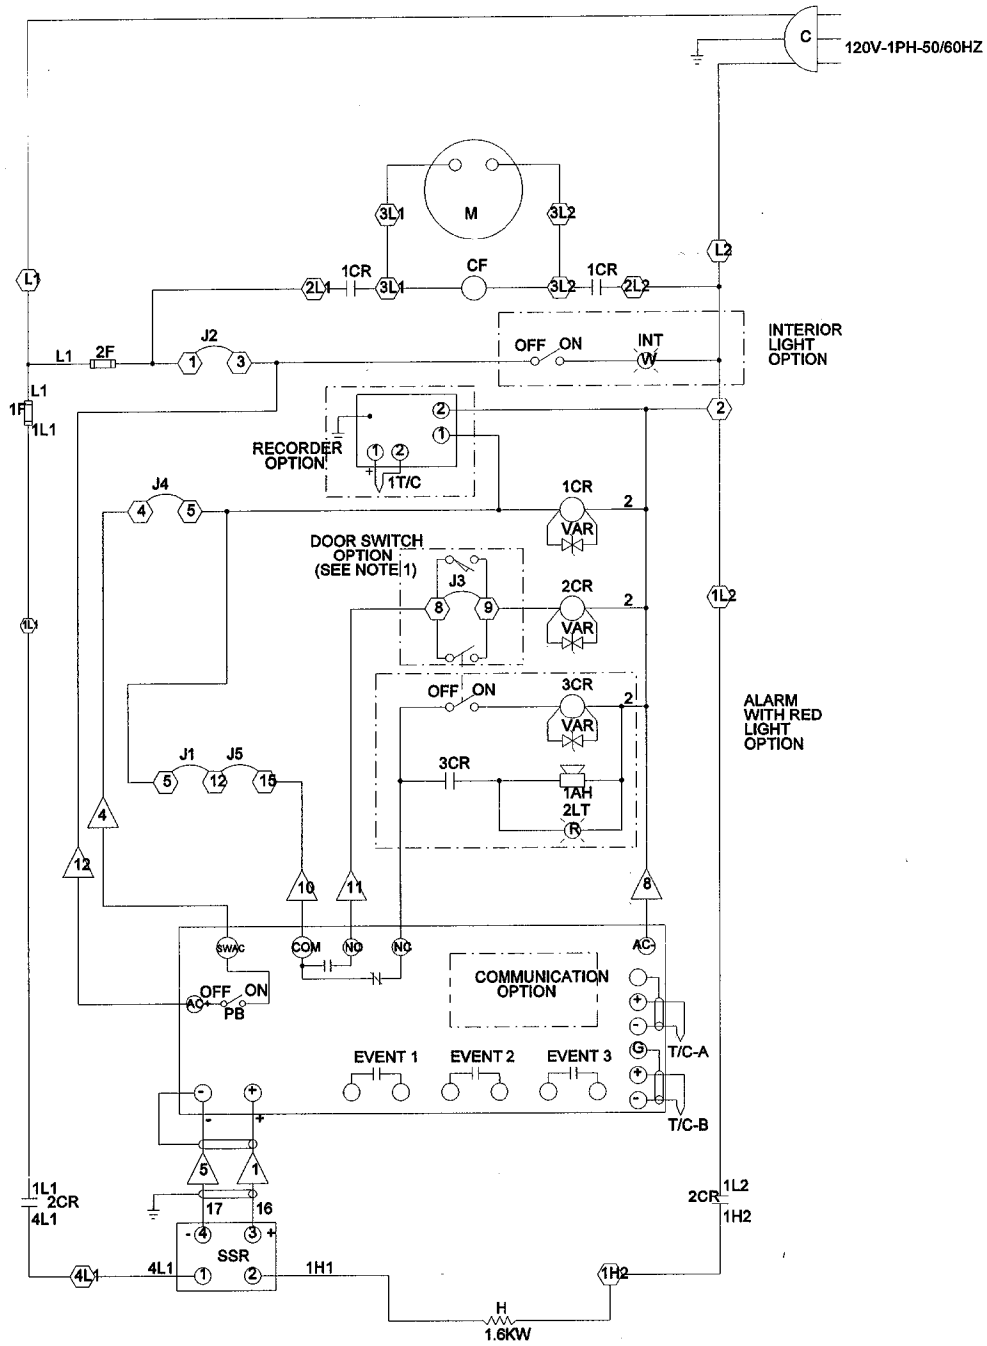 C
120V-1PH-50/60HZ
M
3L1
3L2
L2
L1
1CR
CF
1CR
2L1
3L1
3L2
2L2
INTERIOR
LIGHT
OPTION
J2
OFF
ON
INT
L1
2F
1
3
W
L1
1F
1L1
2
1
2
RECORDER
OPTION
1
2
+
1T/C
J4
4
5
1CR
2
VAR
DOOR SWITCH
OPTION
(SEE NOTE 1)
J3
8
9
2CR
2
VAR
1L2
1L1
OFF
ON
3CR
2
VAR
ALARM
WITH RED
LIGHT
OPTION
J1
J5
5
12
15
3CR
1AH
2LT
R
4
12
10
11
8
SWAC
COM
NO
NC
AC-
COMMUNICATION
OPTION
AC+
OFF
ON
PB
+
-
T/C-A
G
+
-
T/C-B
EVENT 1
EVENT 2
EVENT 3
-
+
-
+
5
1
1L1
2CR
4L1
1L2
2CR
1H2
17
16
-
4
3
+
SSR
4L1
4L1
1
2
1H1
1H2
H
1.6KW